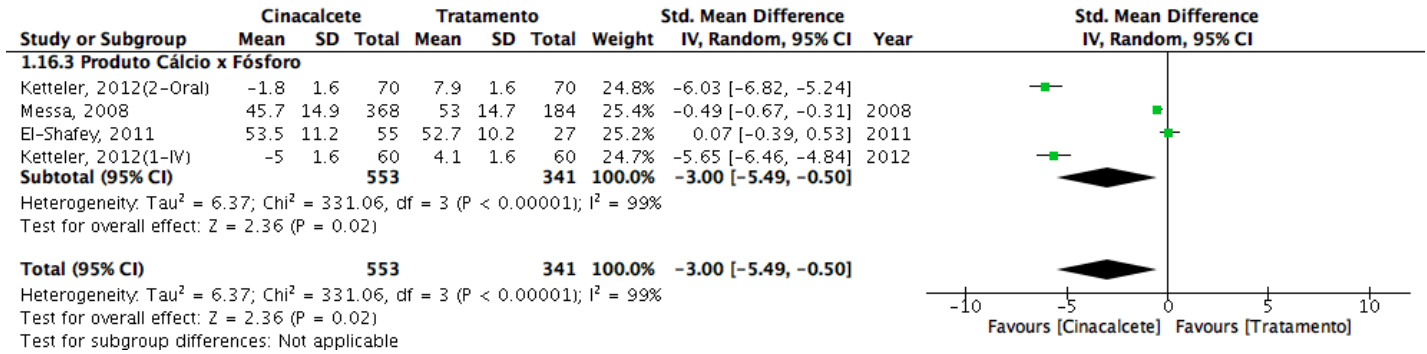 Cinacalcete Tratamento Std. Mean Difference Std. Mean Difference
Study or Subgroup Mean SD Total Mean SD Total Weight IV, Random, 95% CI Year IV, Random, 95% CI
1.16.3 Produto Cálcio x Fósforo
Ketteler, 2012(2-Oral) -1.8 1.6 70 7.9 1.6 70 24.8% -6.03 [-6.82, -5.24]
Messa, 2008 45.7 14.9 368 53 14.7 184 25.4% -0.49 [-0.67, -0.31] 2008
El-Shafey, 2011 53.5 11.2 55 52.7 10.2 27 25.2% 0.07 [-0.39, 0.53] 2011
Ketteler, 2012(1-IV) -5 1.6 60 4.1 1.6 60 24.7% -5.65 [-6.46, -4.84] 2012
Subtotal (95% CI) 553 341 100.0% -3.00 [-5.49, -0.50]
Heterogeneity: Tau² = 6.37; Chi² = 331.06, df = 3 (P < 0.00001); I² = 99%
Test for overall effect: Z = 2.36 (P = 0.02)
Total (95% CI) 553 341 100.0% -3.00 [-5.49, -0.50]
Heterogeneity: Tau² = 6.37; Chi² = 331.06, df = 3 (P < 0.00001); I² = 99%
Test for overall effect: Z = 2.36 (P = 0.02)
Test for subgroup differences: Not applicable
-10 -5 0 5 10
Favours [Cinacalcete] Favours [Tratamento]